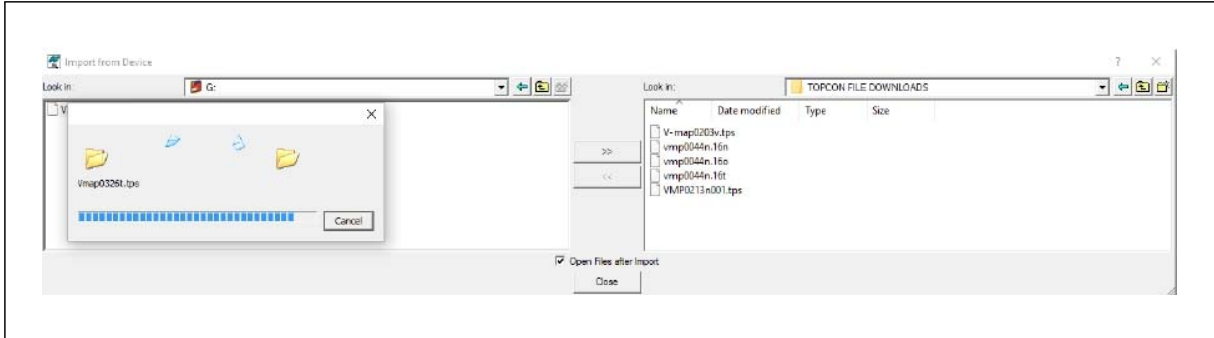 Import from Device
Look in:
G:
V
Vmap0326t.tps
Cancel
>>
<<
Look in:
TOPCON FILE DOWNLOADS
Name Date modified Type Size
V-map0203v.tps
vmp0044n.16n
vmp0044n.16o
vmp0044n.16t
VMP0213n001.tps
Open Files after Import
Close